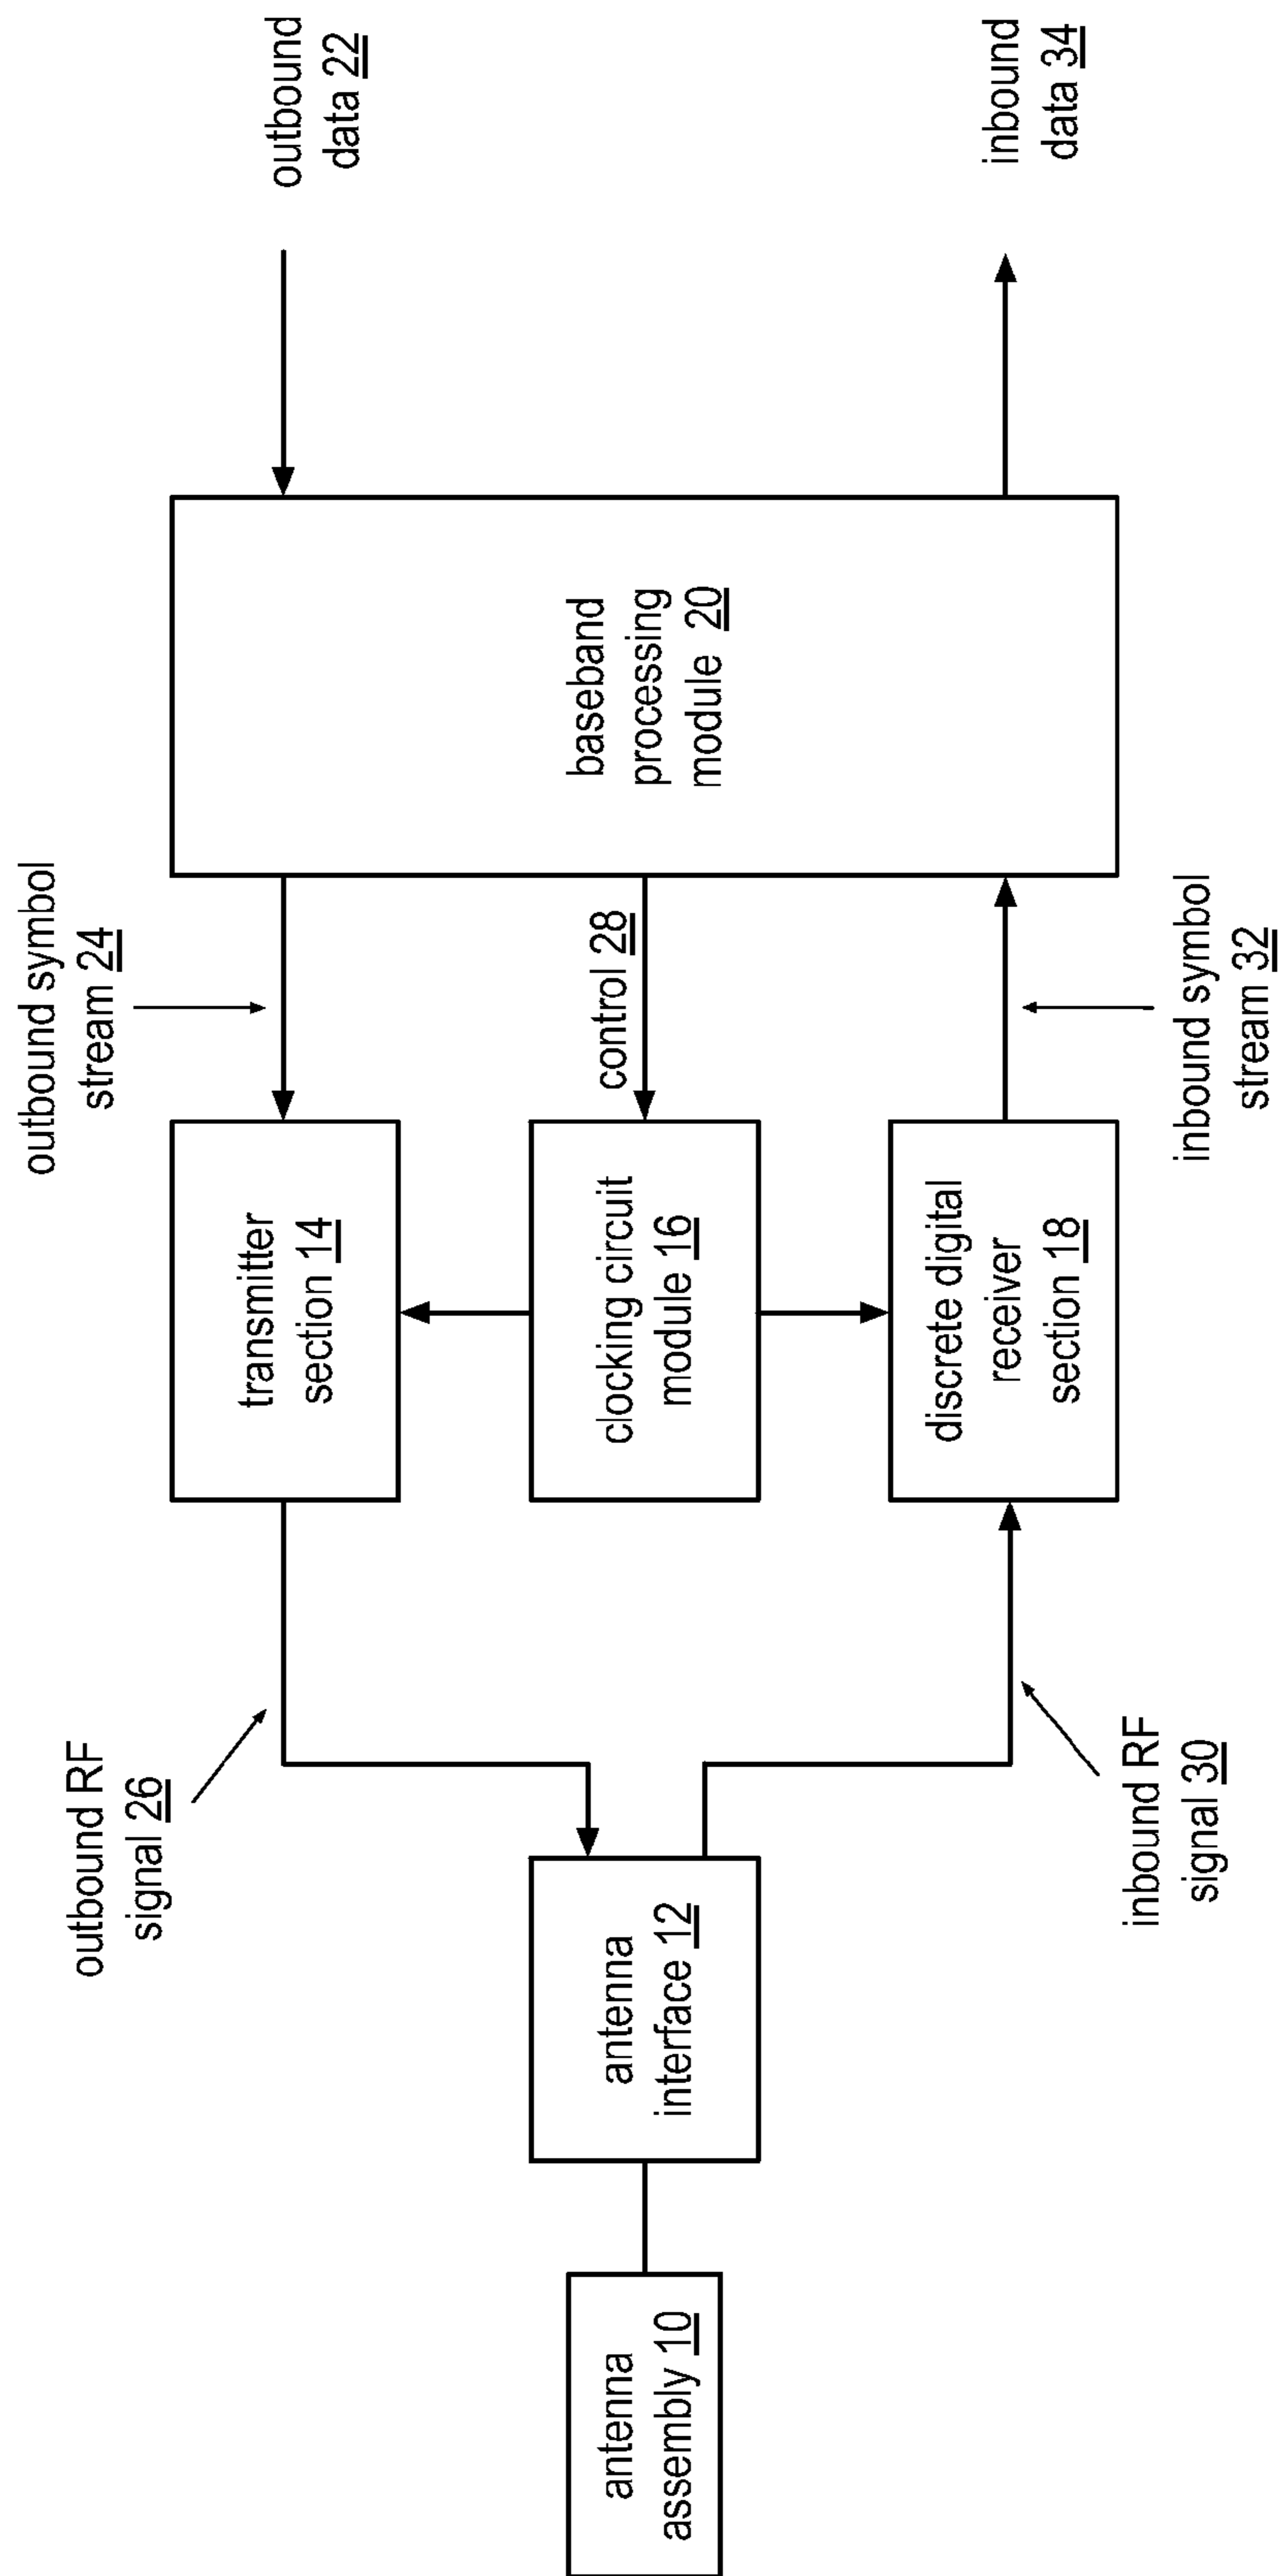 outbound symbol
stream 24
outbound RF
signal 26
outbound
data 22
transmitter
section 14
antenna
assembly 10
antenna
interface 12
clocking circuit
module 16
control 28
baseband
processing
module 20
discrete digital
receiver
section 18
inbound RF
signal 30
inbound symbol
stream 32
inbound
data 34